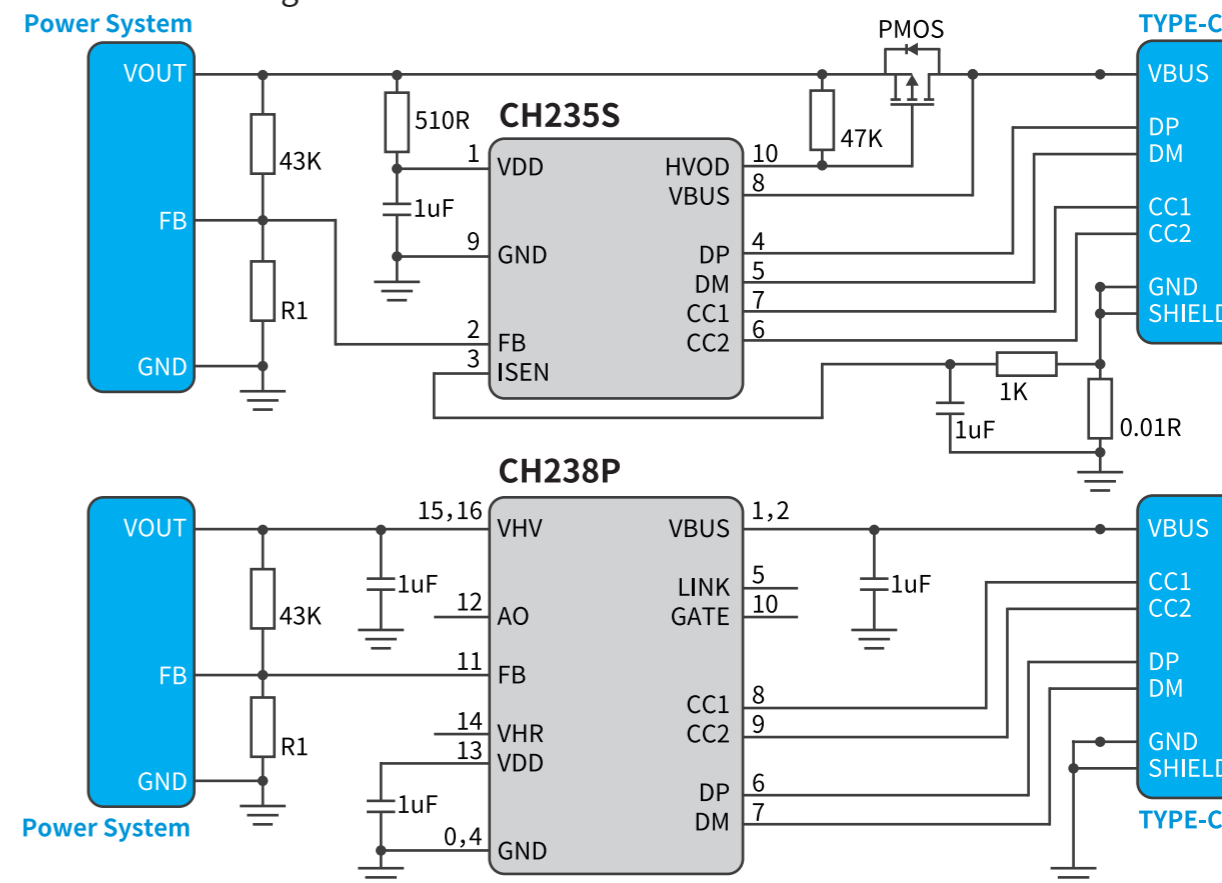 Power System
TYPE-C
PMOS
VOUT
FB
GND
43K
R1
510R
1uF
CH235S
1
VDD
9
GND
2
FB
3
ISEN
HVOD
10
VBUS
8
DP
4
DM
5
CC1
7
CC2
6
47K
VBUS
DP
DM
CC1
CC2
GND
SHIELD
1K
1uF
0.01R
CH238P
VOUT
FB
GND
Power System
43K
R1
1uF
15,16
VHV
12
AO
11
FB
14
VHR
13
VDD
1uF
0,4
GND
VBUS
1,2
LINK
5
GATE
10
CC1
8
CC2
9
DP
6
DM
7
1uF
VBUS
CC1
CC2
DP
DM
GND
SHIELD
TYPE-C